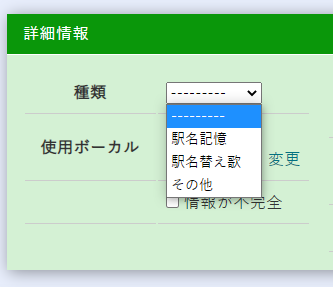 詳細情報
種類
---------
---------
駅名記憶
駅名替え歌
その他
使用ボーカル
変更
情報が不完全